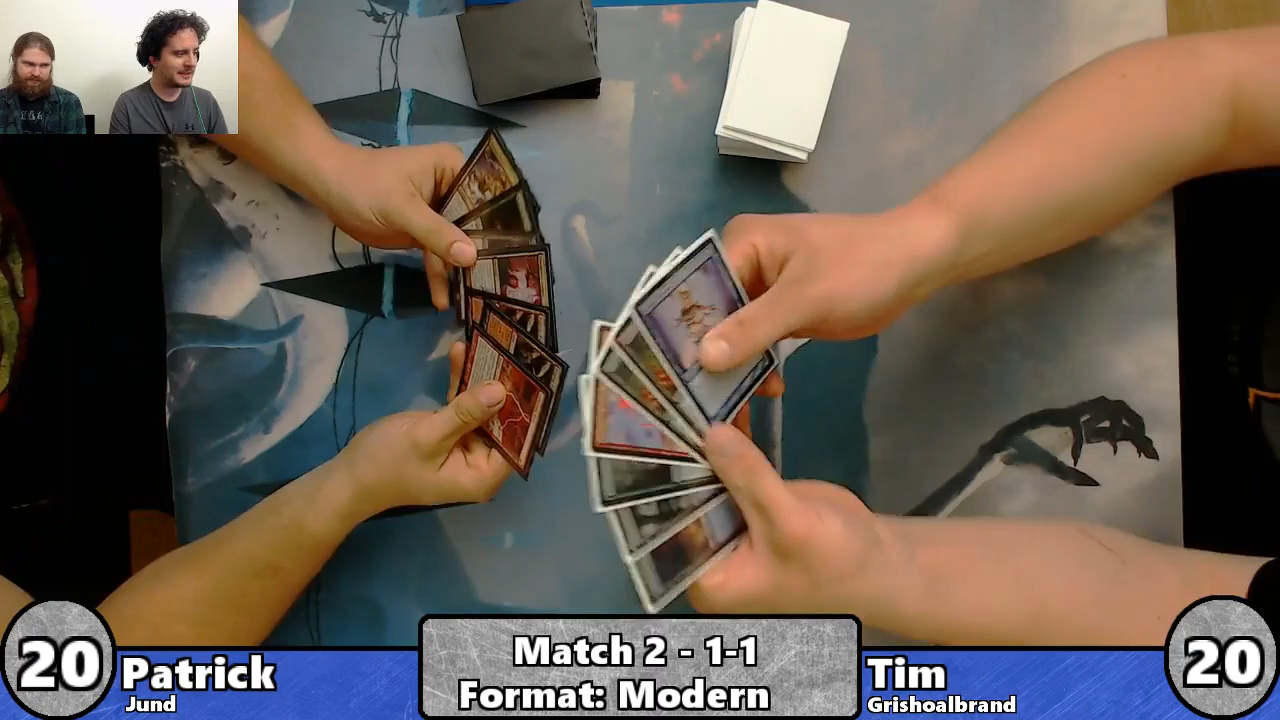 20
Patrick
Jund
Match 2 - 1-1
Format: Modern
Tim
Grishoalbrand
20